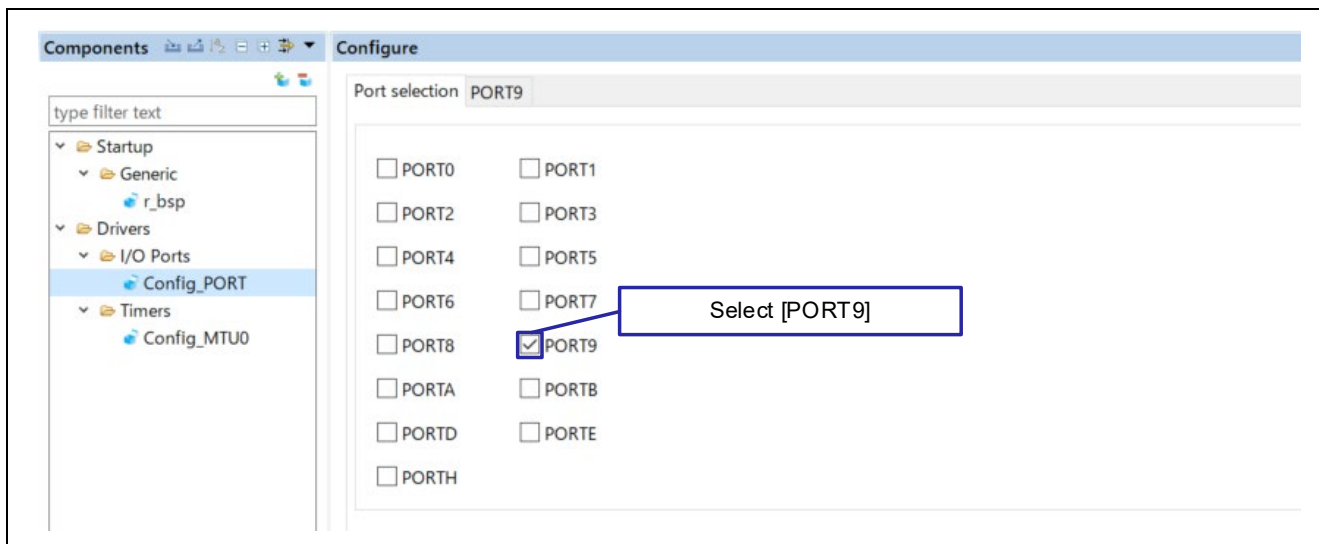 Components
type filter text
Startup
Generic
r_bsp
Drivers
I/O Ports
Config_PORT
Timers
Config_MTU0
Configure
Port selection PORT9
PORT0 PORT1
PORT2 PORT3
PORT4 PORT5
PORT6 PORT7
Select [PORT9]
PORT8 PORT9
PORTA PORTB
PORTD PORTE
PORTH